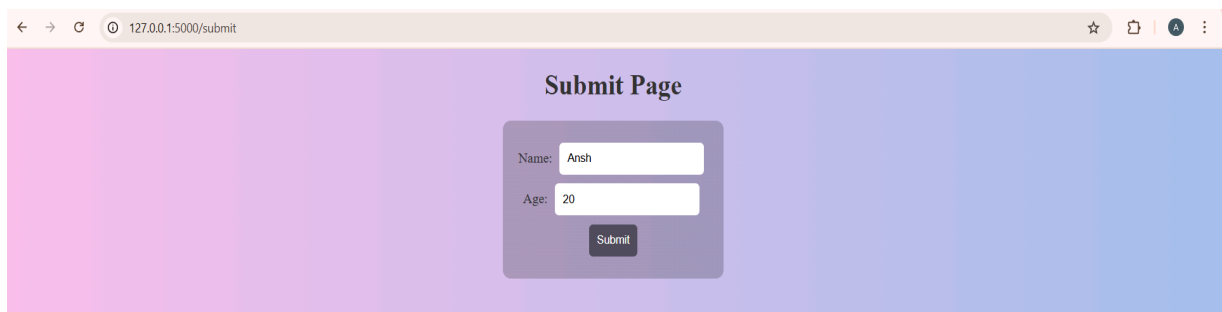 127.0.0.1:5000/submit
A
Submit Page
Name: Ansh
Age: 20
Submit